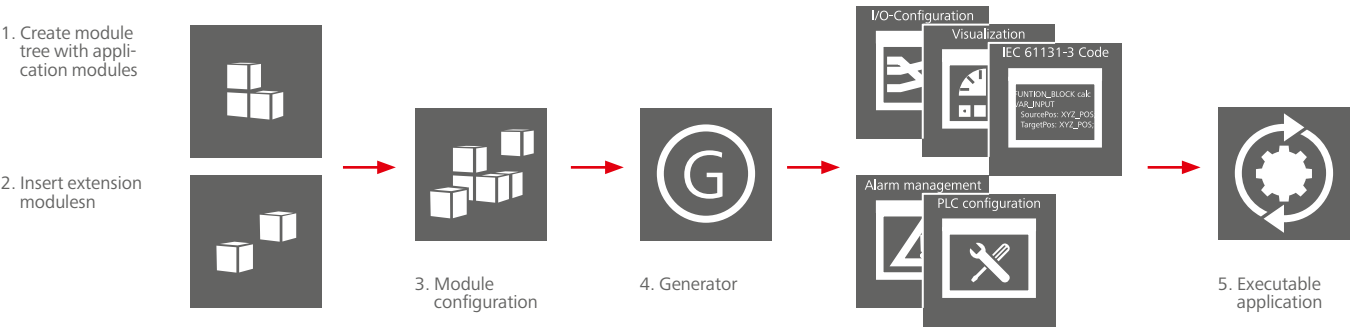 1. Create module
tree with appli-
cation modules
2. Insert extension
modulesn
3. Module
configuration
G
4. Generator
I/O-Configuration
Visualization
IEC 61131-3 Code
FUNTION_BLOCK calc
VAR_INPUT
SourcePos: XYZ_POS
TargetPos: XYZ_POS;
Alarm management
PLC configuration
5. Executable
application